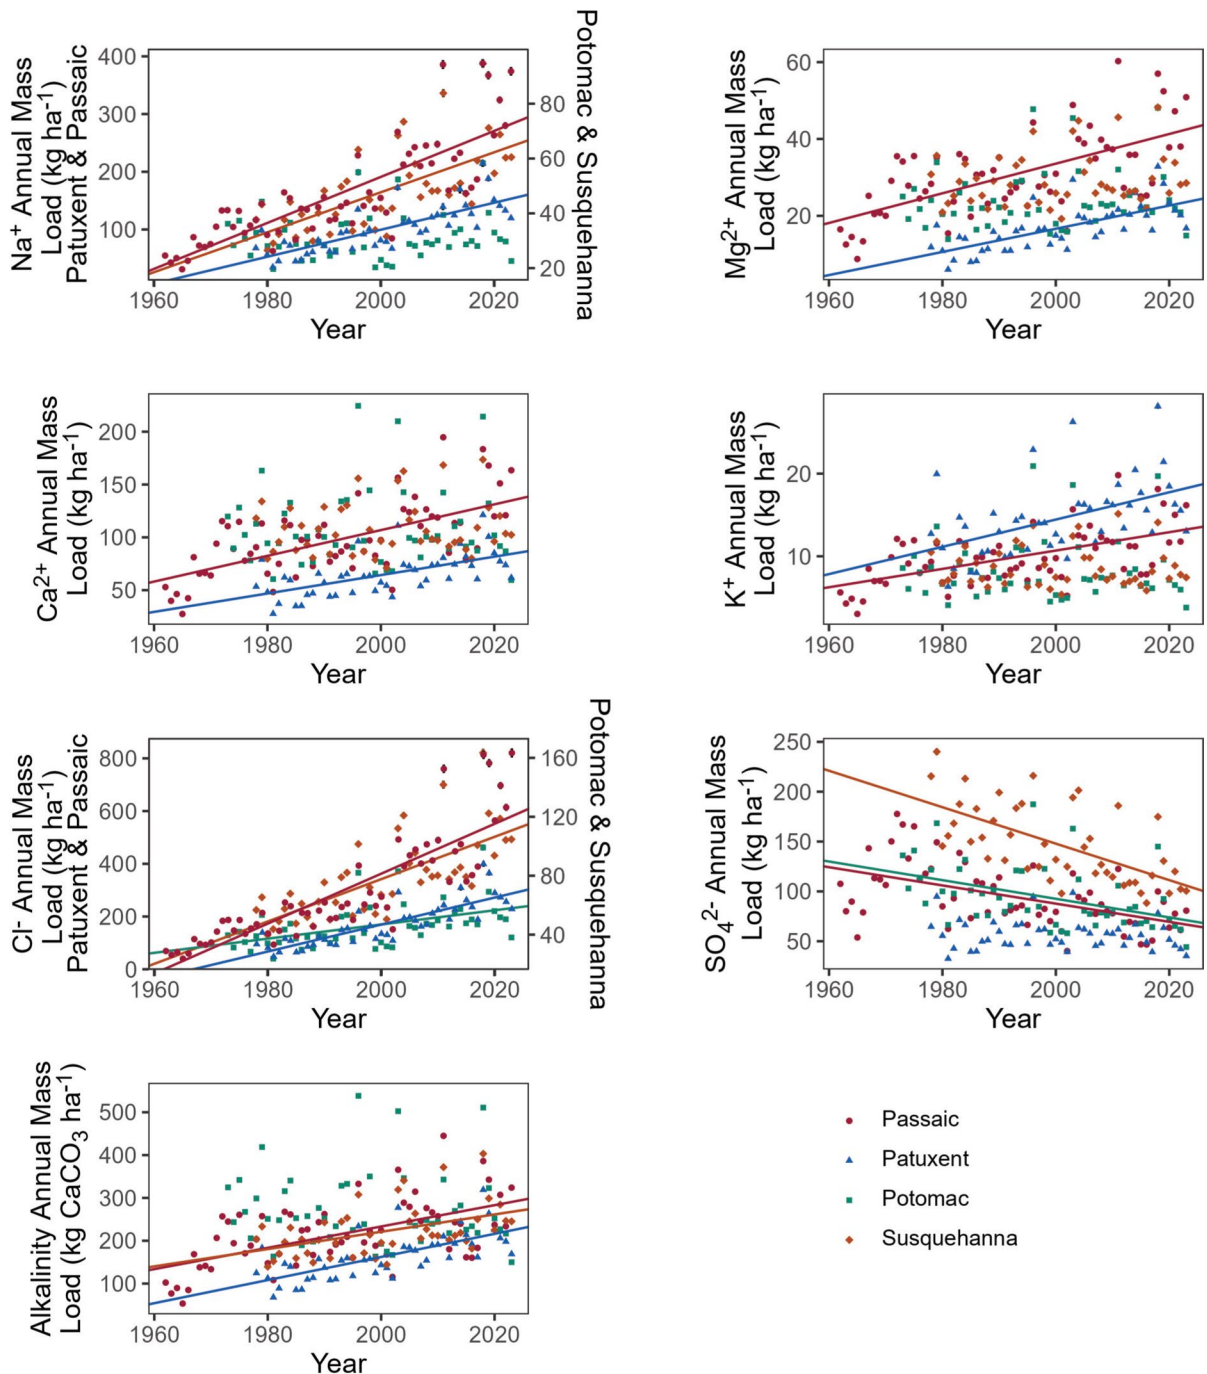 Na+ Annual Mass
Load (kg ha-1)
Patuxent & Passaic
400
300
200
100
80
60
40
20
Potomac & Susquehanna
1960 1980 2000 2020
Year
Mg2+ Annual Mass
Load (kg ha-1)
60
40
20
1960 1980 2000 2020
Year
Ca2+ Annual Mass
Load (kg ha-1)
200
150
100
50
1960 1980 2000 2020
Year
K+ Annual Mass
Load (kg ha-1)
20
10
1960 1980 2000 2020
Year
Cl- Annual Mass
Load (kg ha-1)
Patuxent & Passaic
800
600
400
200
0
160
120
80
40
Potomac & Susquehanna
1960 1980 2000 2020
Year
SO42- Annual Mass
Load (kg ha-1)
250
200
150
100
50
1960 1980 2000 2020
Year
Alkalinity Annual Mass
Load (kg CaCO3 ha-1)
500
400
300
200
100
1960 1980 2000 2020
Year
Passaic
Patuxent
Potomac
Susquehanna